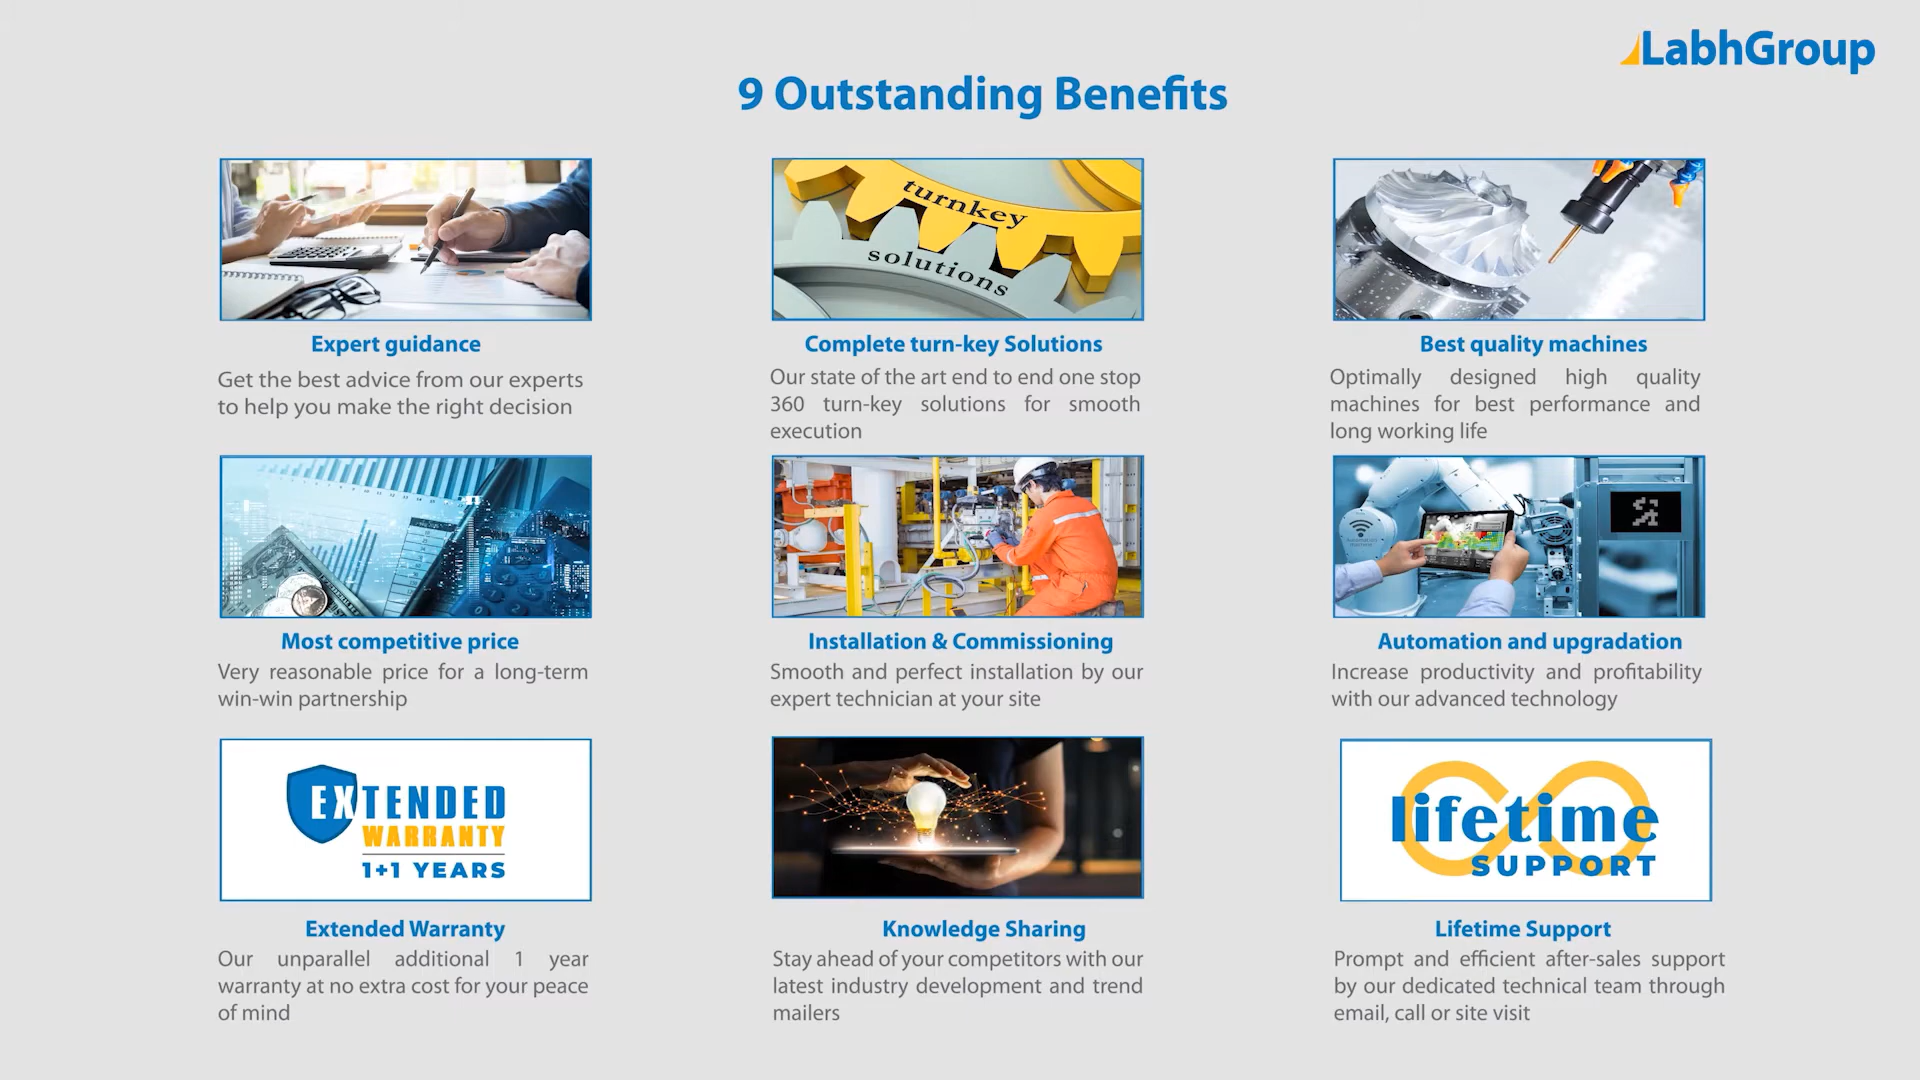 LabhGroup
9 Outstanding Benefits
turnkey
solutions
Expert guidance
Get the best advice from our experts
to help you make the right decision
Complete turn-key Solutions
Our state of the art end to end one stop
360 turn-key solutions for smooth
execution
Best quality machines
Optimally designed high quality
machines for best performance and
long working life
Most competitive price
Very reasonable price for a long-term
win-win partnership
Installation & Commissioning
Smooth and perfect installation by our
expert technician at your site
Automation and upgradation
Increase productivity and profitability
with our advanced technology
EXTENDED
WARRANTY
1+1 YEARS
Extended Warranty
Our unparallel additional 1 year
warranty at no extra cost for your peace
of mind
Knowledge Sharing
Stay ahead of your competitors with our
latest industry development and trend
mailers
lifetime
SUPPORT
Lifetime Support
Prompt and efficient after-sales support
by our dedicated technical team through
email, call or site visit